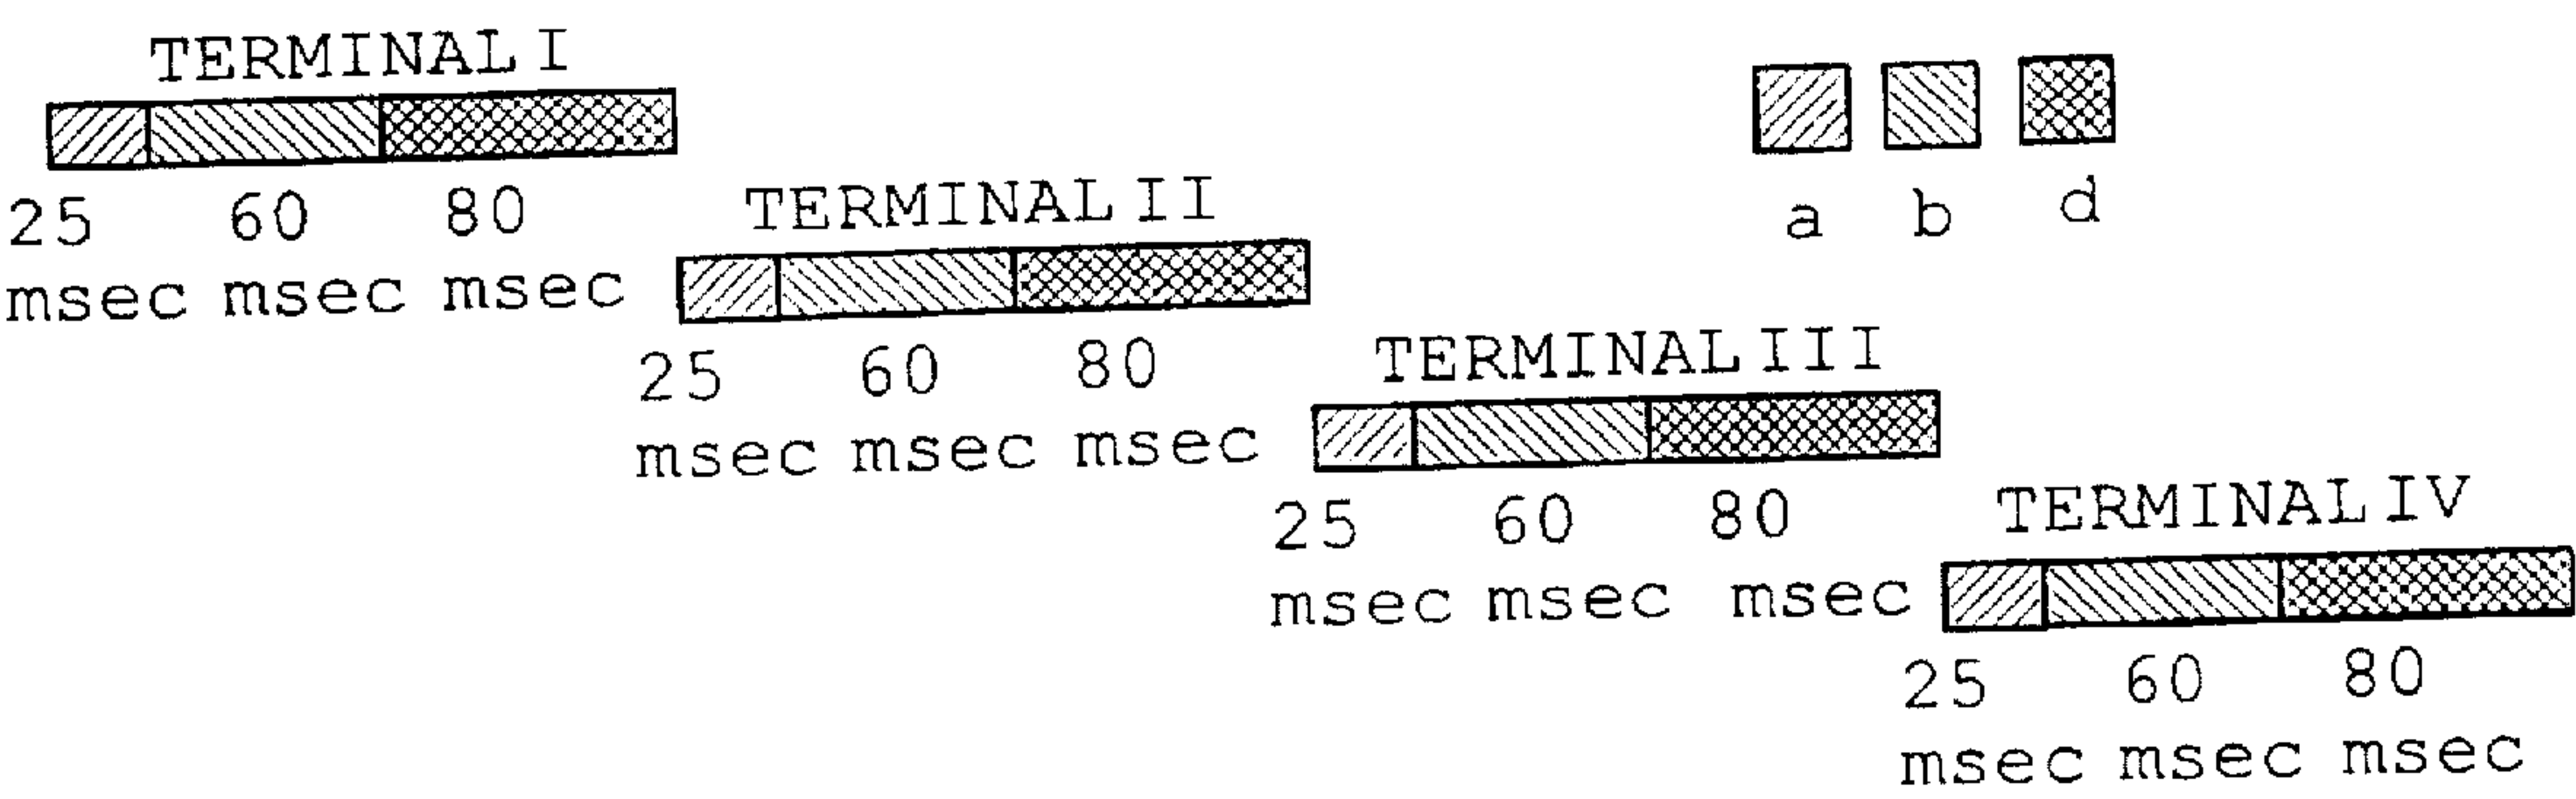 TERMINAL I
25 60 80
msec msec msec
a b d
TERMINAL II
25 60 80
msec msec msec
TERMINAL III
25 60 80
msec msec msec
TERMINAL IV
25 60 80
msec msec msec